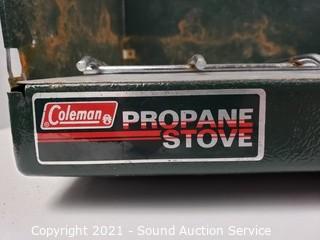 Coleman
PROPANE
STOVE
Copyright 2021 - Sound Auction Service